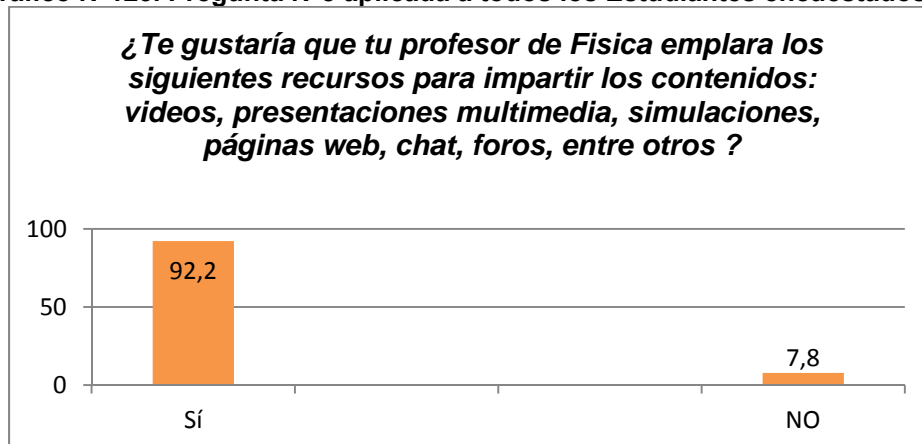 ¿Te gustaría que tu profesor de Fisica emplara los
siguientes recursos para impartir los contenidos:
videos, presentaciones multimedia, simulaciones,
páginas web, chat, foros, entre otros ?
100
92,2
50
7,8
0
Sí
NO